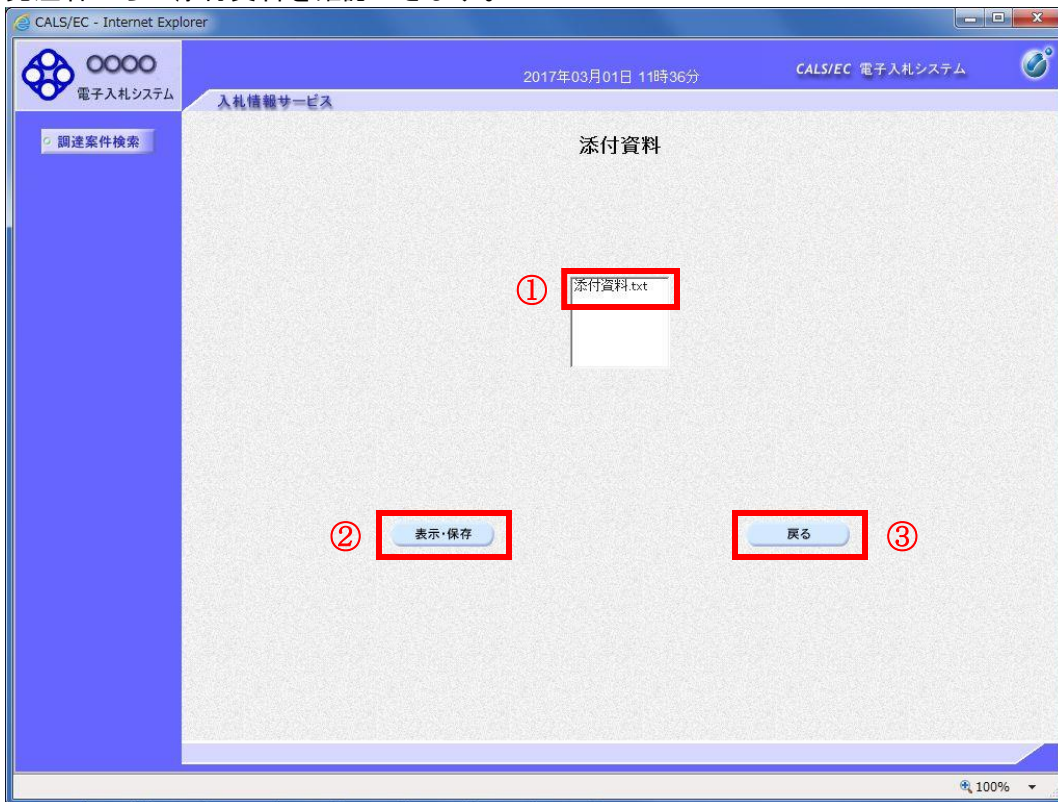 CALS/EC - Internet Explorer
OOOO
電子入札システム
2017年03月01日 11時36分
CALS/EC 電子入札システム
入札情報サービス
調達案件検索
添付資料
①
添付資料.txt
②
表示・保存
戻る
③
100%